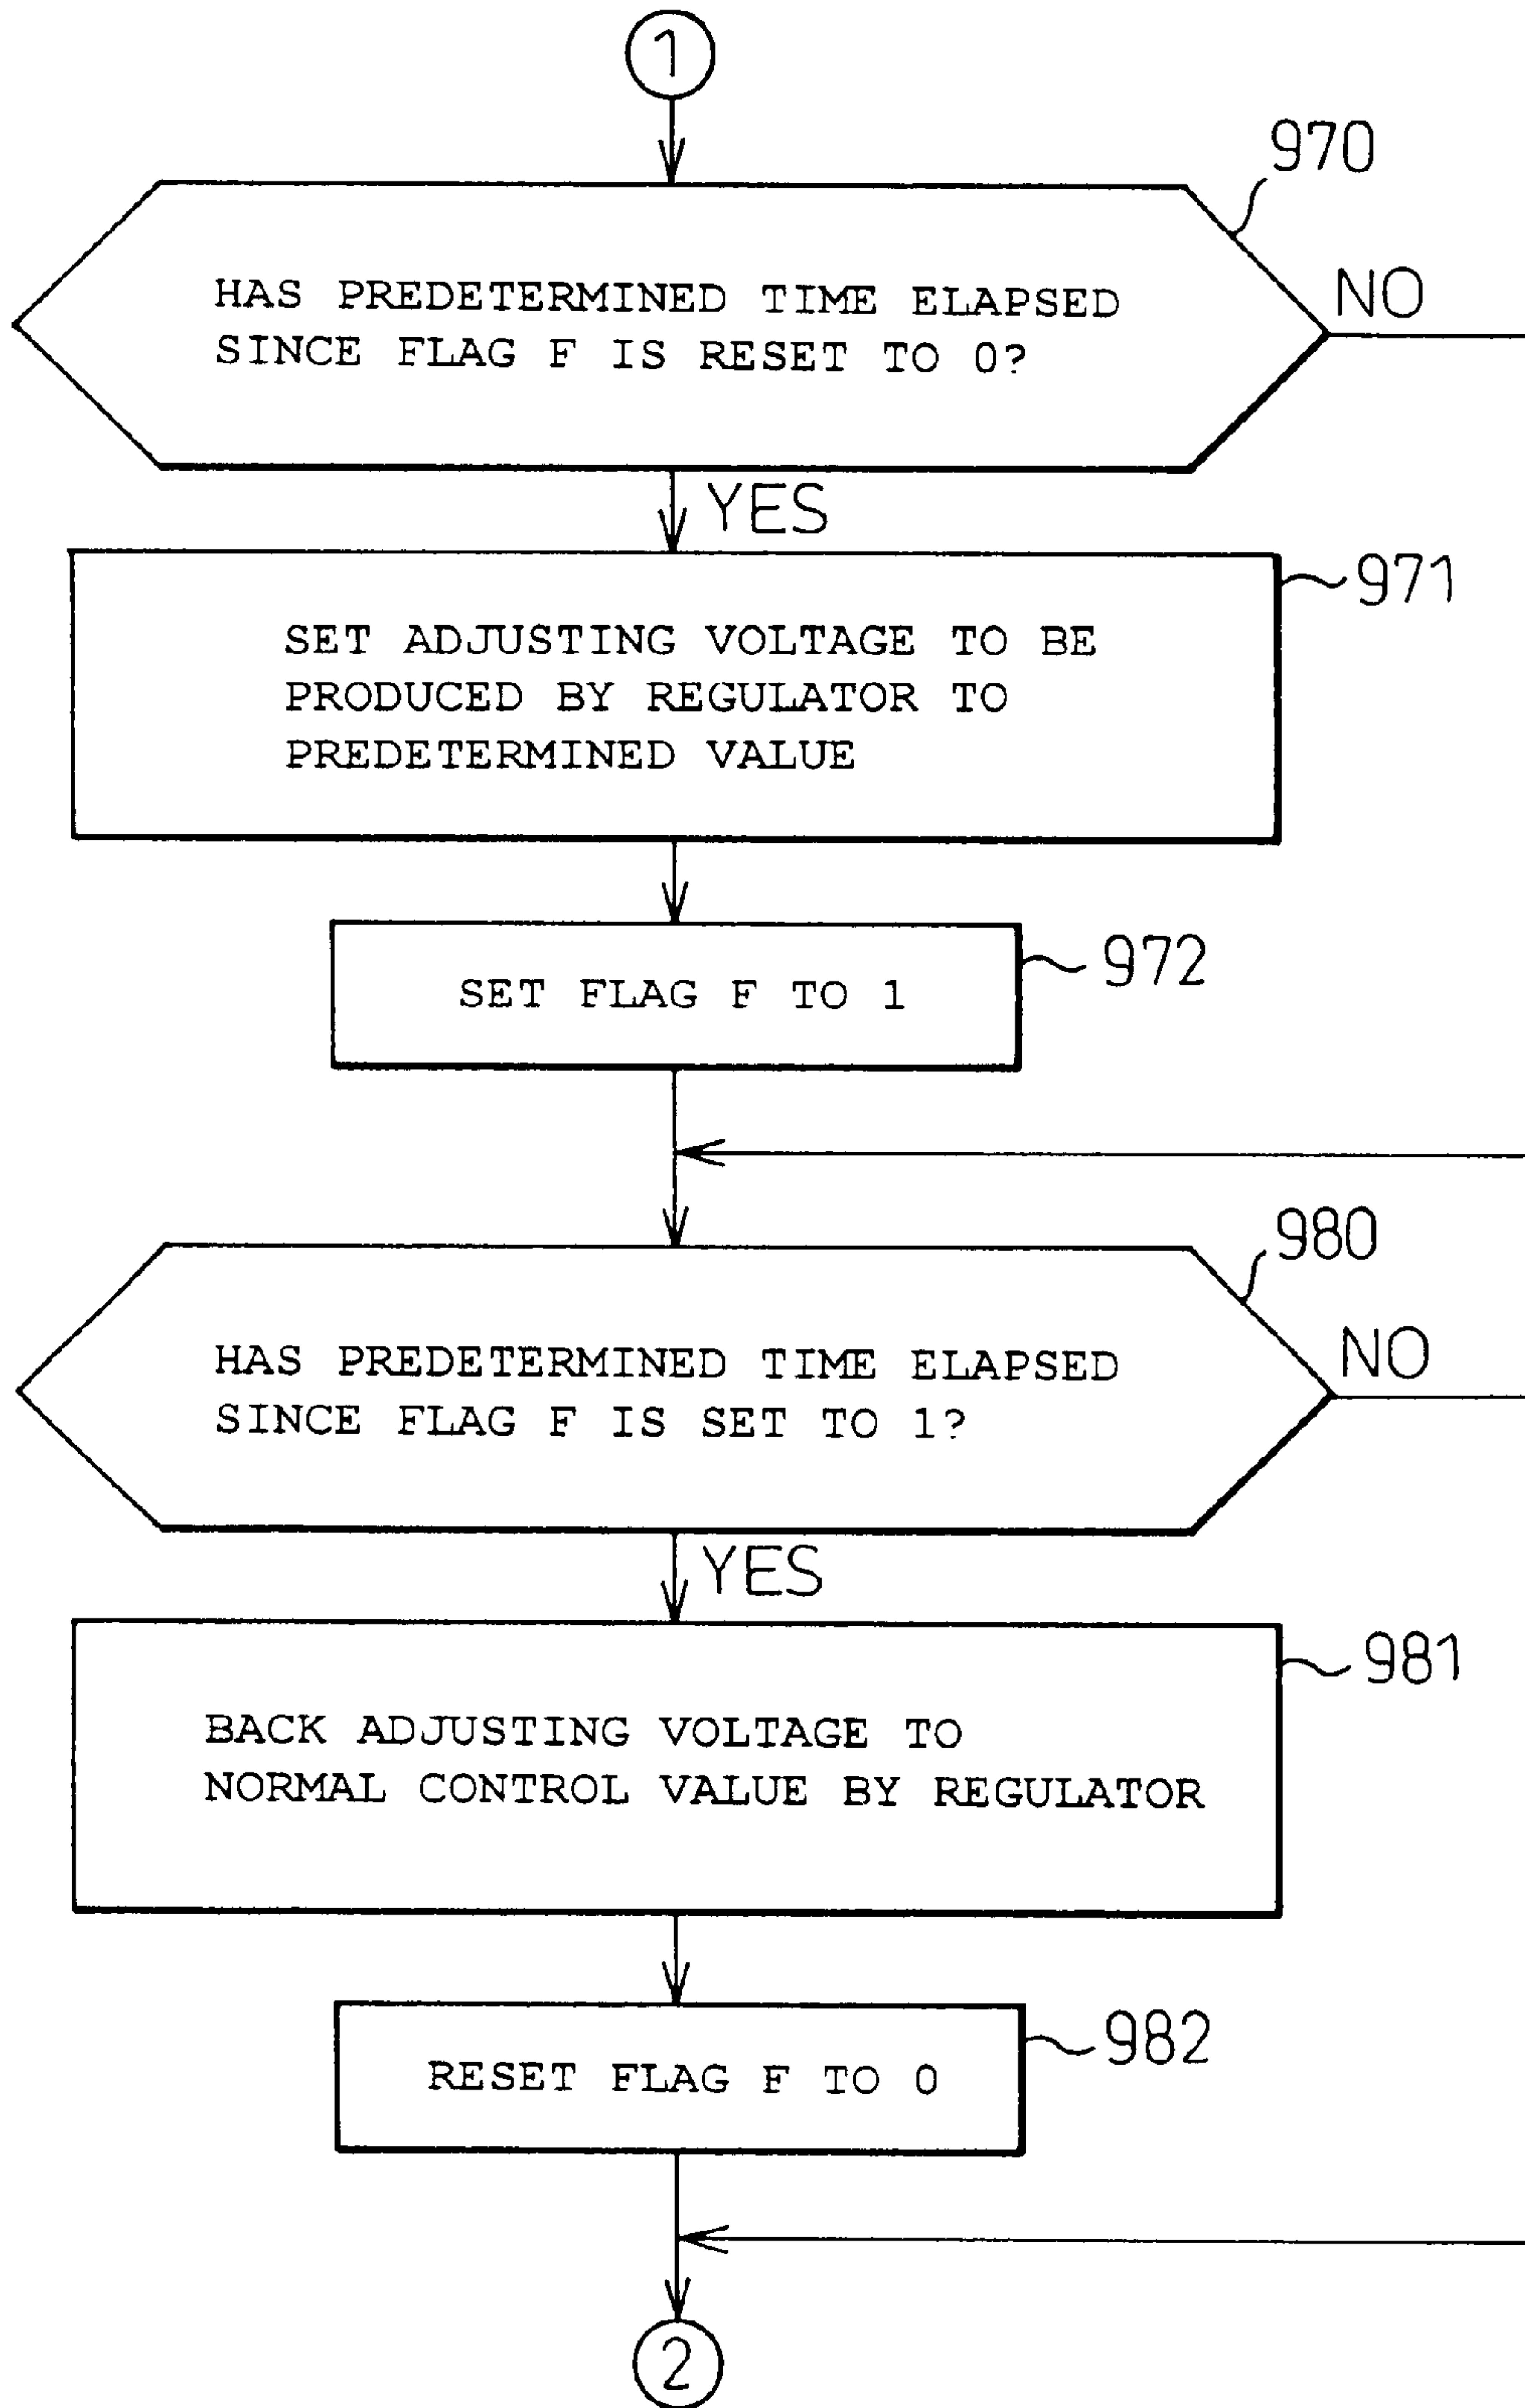 1
970
HAS PREDETERMINED TIME ELAPSED
SINCE FLAG F IS RESET TO 0?
NO
YES
971
SET ADJUSTING VOLTAGE TO BE
PRODUCED BY REGULATOR TO
PREDETERMINED VALUE
972
SET FLAG F TO 1
980
HAS PREDETERMINED TIME ELAPSED
SINCE FLAG F IS SET TO 1?
NO
YES
981
BACK ADJUSTING VOLTAGE TO
NORMAL CONTROL VALUE BY REGULATOR
982
RESET FLAG F TO 0
2